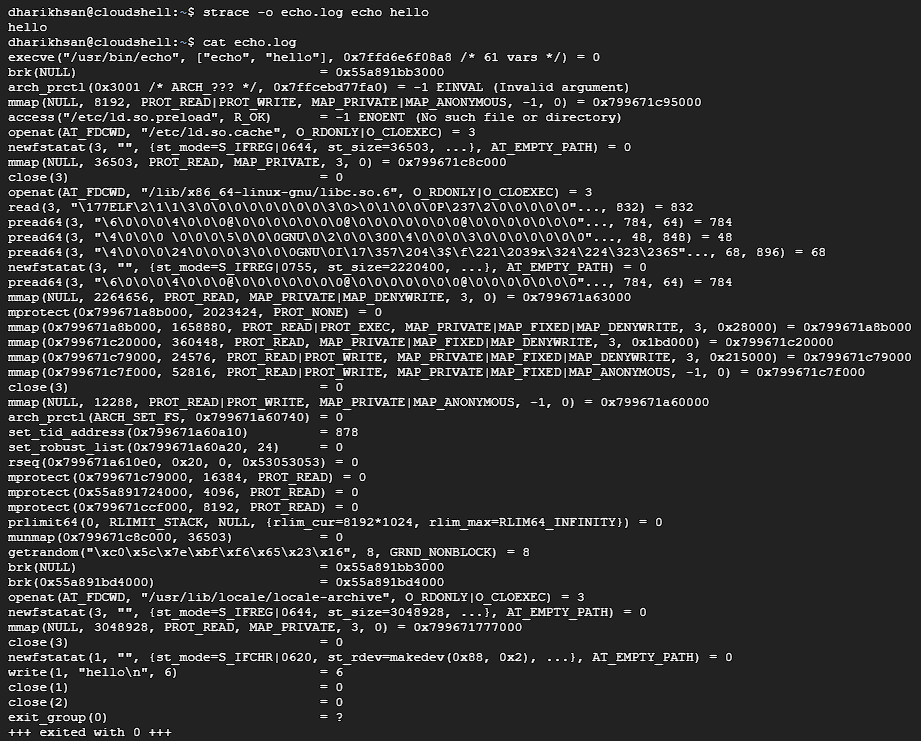 dharikhsan@cloudshell:~$ strace -o echo.log echo hello
hello
dharikhsan@cloudshell:~$ cat echo.log
execve("/usr/bin/echo", ["echo", "hello"], 0x7ffd6e6f08a8 /* 61 vars */) = 0
brk(NULL)                               = 0x55a891bb3000
arch_prctl(0x3001 /* ARCH_??? */, 0x7ffcebd77fa0) = -1 EINVAL (Invalid argument)
mmap(NULL, 8192, PROT_READ|PROT_WRITE, MAP_PRIVATE|MAP_ANONYMOUS, -1, 0) = 0x799671c95000
access("/etc/ld.so.preload", R_OK)      = -1 ENOENT (No such file or directory)
openat(AT_FDCWD, "/etc/ld.so.cache", O_RDONLY|O_CLOEXEC) = 3
newfstatat(3, "", {st_mode=S_IFREG|0644, st_size=36503, ...}, AT_EMPTY_PATH) = 0
mmap(NULL, 36503, PROT_READ, MAP_PRIVATE, 3, 0) = 0x799671c8c000
close(3)                                = 0
openat(AT_FDCWD, "/lib/x86_64-linux-gnu/libc.so.6", O_RDONLY|O_CLOEXEC) = 3
read(3, "\177ELF\2\1\1\3\0\0\0\0\0\0\0\0\3\0>\0\1\0\0\0P\237\2\0\0\0\0\0"..., 832) = 832
pread64(3, "\6\0\0\0\4\0\0\0@\0\0\0\0\0\0\0@\0\0\0\0\0\0\0@\0\0\0\0\0\0\0"..., 784, 64) = 784
pread64(3, "\4\0\0\0 \0\0\0\5\0\0\0GNU\0\2\0\0\300\4\0\0\0\3\0\0\0\0\0\0\0"..., 48, 848) = 48
pread64(3, "\4\0\0\0\24\0\0\0\3\0\0\0GNU\0I\17\357\204\3$\f\221\2039x\324\224\323\236S"..., 68, 896) = 68
newfstatat(3, "", {st_mode=S_IFREG|0755, st_size=2220400, ...}, AT_EMPTY_PATH) = 0
pread64(3, "\6\0\0\0\4\0\0\0@\0\0\0\0\0\0\0@\0\0\0\0\0\0\0@\0\0\0\0\0\0\0"..., 784, 64) = 784
mmap(NULL, 2264656, PROT_READ, MAP_PRIVATE|MAP_DENYWRITE, 3, 0) = 0x799671a63000
mprotect(0x799671a8b000, 2023424, PROT_NONE) = 0
mmap(0x799671a8b000, 1658880, PROT_READ|PROT_EXEC, MAP_PRIVATE|MAP_FIXED|MAP_DENYWRITE, 3, 0x28000) = 0x799671a8b000
mmap(0x799671c20000, 360448, PROT_READ, MAP_PRIVATE|MAP_FIXED|MAP_DENYWRITE, 3, 0x1bd000) = 0x799671c20000
mmap(0x799671c79000, 24576, PROT_READ|PROT_WRITE, MAP_PRIVATE|MAP_FIXED|MAP_DENYWRITE, 3, 0x215000) = 0x799671c79000
mmap(0x799671c7f000, 52816, PROT_READ|PROT_WRITE, MAP_PRIVATE|MAP_FIXED|MAP_ANONYMOUS, -1, 0) = 0x799671c7f000
close(3)                                = 0
mmap(NULL, 12288, PROT_READ|PROT_WRITE, MAP_PRIVATE|MAP_ANONYMOUS, -1, 0) = 0x799671a60000
arch_prctl(ARCH_SET_FS, 0x799671a60740) = 0
set_tid_address(0x799671a60a10)         = 878
set_robust_list(0x799671a60a20, 24)     = 0
rseq(0x799671a610e0, 0x20, 0, 0x53053053) = 0
mprotect(0x799671c79000, 16384, PROT_READ) = 0
mprotect(0x55a891724000, 4096, PROT_READ) = 0
mprotect(0x799671ccf000, 8192, PROT_READ) = 0
prlimit64(0, RLIMIT_STACK, NULL, {rlim_cur=8192*1024, rlim_max=RLIM64_INFINITY}) = 0
munmap(0x799671c8c000, 36503)           = 0
getrandom("\xc0\x5c\x7e\xbf\xf6\x65\x23\x16", 8, GRND_NONBLOCK) = 8
brk(NULL)                               = 0x55a891bb3000
brk(0x55a891bd4000)                     = 0x55a891bd4000
openat(AT_FDCWD, "/usr/lib/locale/locale-archive", O_RDONLY|O_CLOEXEC) = 3
newfstatat(3, "", {st_mode=S_IFREG|0644, st_size=3048928, ...}, AT_EMPTY_PATH) = 0
mmap(NULL, 3048928, PROT_READ, MAP_PRIVATE, 3, 0) = 0x799671777000
close(3)                                = 0
newfstatat(1, "", {st_mode=S_IFCHR|0620, st_rdev=makedev(0x88, 0x2), ...}, AT_EMPTY_PATH) = 0
write(1, "hello\n", 6)                  = 6
close(1)                                = 0
close(2)                                = 0
exit_group(0)                           = ?
+++ exited with 0 +++